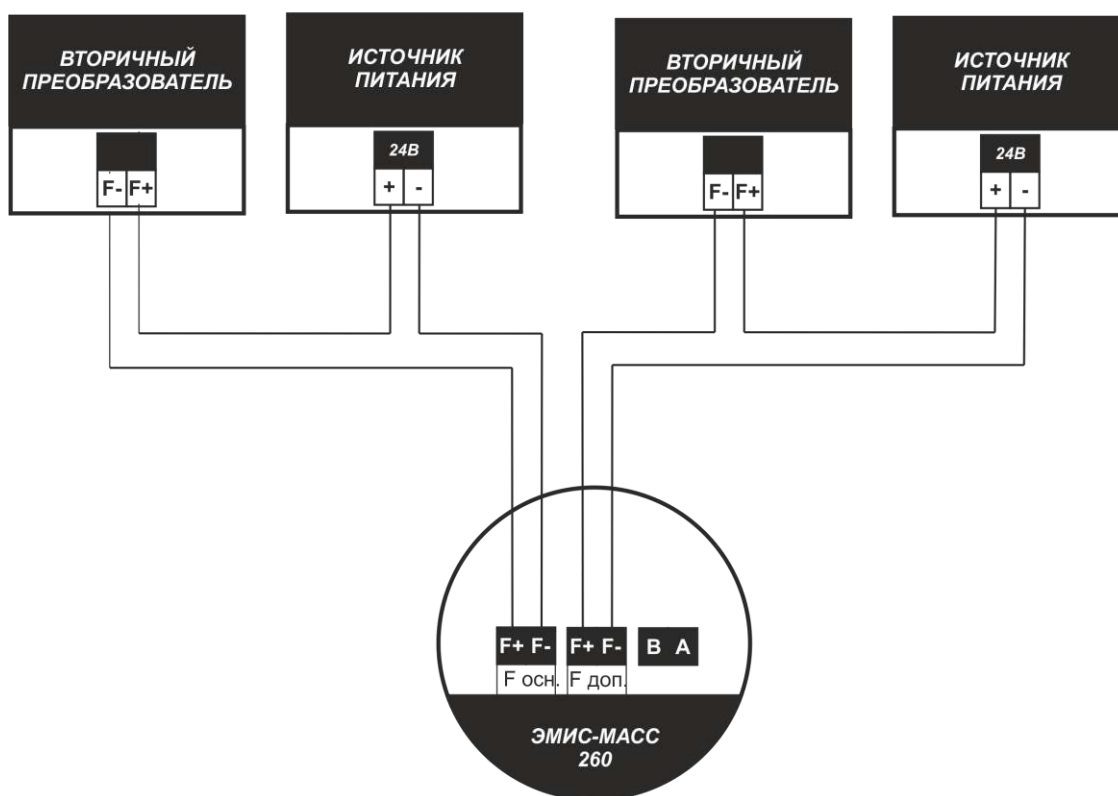 ВТОРИЧНЫЙ
ПРЕОБРАЗОВАТЕЛЬ
F- F+
ИСТОЧНИК
ПИТАНИЯ
24В
+ -
ВТОРИЧНЫЙ
ПРЕОБРАЗОВАТЕЛЬ
F- F+
ИСТОЧНИК
ПИТАНИЯ
24В
+ -
F+ F-
F осн.
F+ F-
F доп.
B A
ЭМИС-МАСС
260